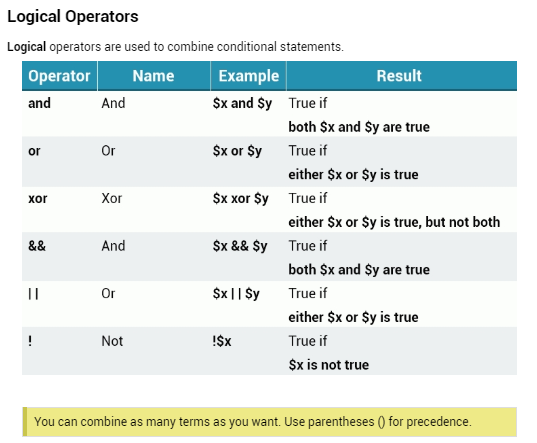 Logical Operators
Logical operators are used to combine conditional statements.
Operator Name Example Result
and And $x and $y True if
both $x and $y are true
or Or $x or $y True if
either $x or $y is true
xor Xor $x xor $y True if
either $x or $y is true, but not both
&& And $x && $y True if
both $x and $y are true
|| Or $x || $y True if
either $x or $y is true
! Not !$x True if
$x is not true
You can combine as many terms as you want. Use parentheses () for precedence.